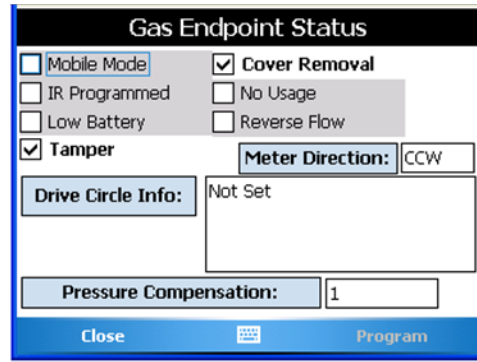 Gas Endpoint Status
Mobile Mode Cover Removal
IR Programmed No Usage
Low Battery Reverse Flow
Tamper Meter Direction: CCW
Drive Circle Info: Not Set
Pressure Compensation: 1
Close Program